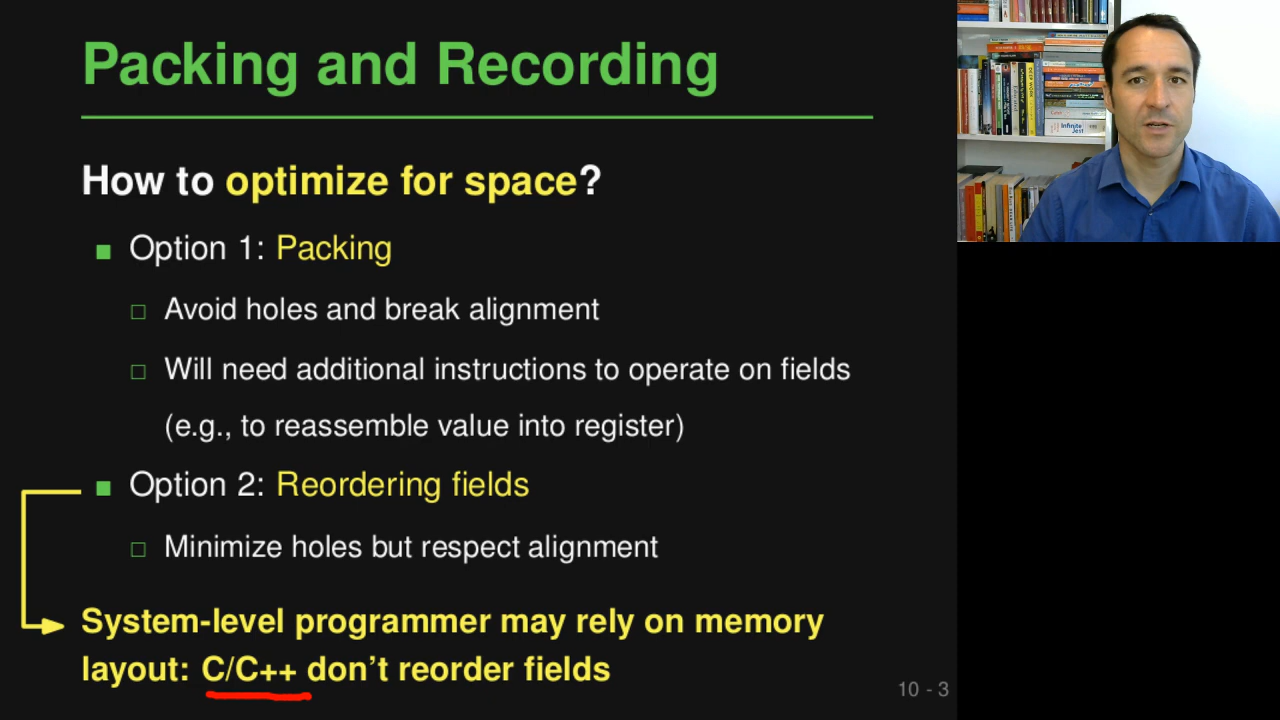 Packing and Recording
How to optimize for space?
Option 1: Packing
Avoid holes and break alignment
Will need additional instructions to operate on fields
(e.g., to reassemble value into register)
Option 2: Reordering fields
Minimize holes but respect alignment
System-level programmer may rely on memory
layout: C/C++ don't reorder fields
10 - 3
Infinite
Jest